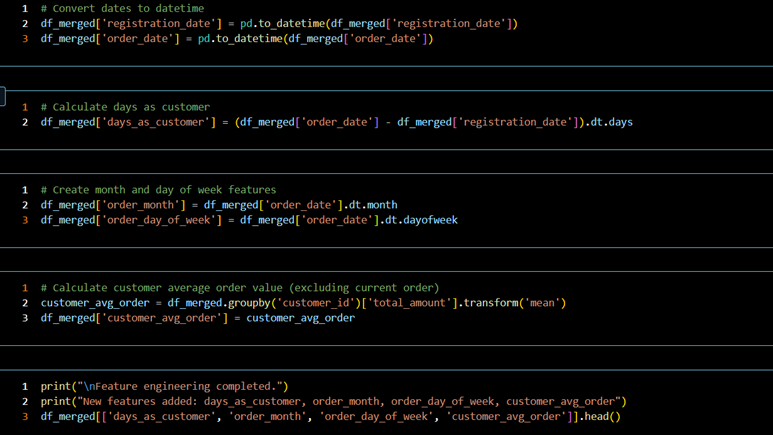 1 # Convert dates to datetime
2 df_merged['registration_date'] = pd.to_datetime(df_merged['registration_date'])
3 df_merged['order_date'] = pd.to_datetime(df_merged['order_date'])
1 # Calculate days as customer
2 df_merged['days_as_customer'] = (df_merged['order_date'] - df_merged['registration_date']).dt.days
1 # Create month and day of week features
2 df_merged['order_month'] = df_merged['order_date'].dt.month
3 df_merged['order_day_of_week'] = df_merged['order_date'].dt.dayofweek
1 # Calculate customer average order value (excluding current order)
2 customer_avg_order = df_merged.groupby('customer_id')['total_amount'].transform('mean')
3 df_merged['customer_avg_order'] = customer_avg_order
1 print("\nFeature engineering completed.")
2 print("New features added: days_as_customer, order_month, order_day_of_week, customer_avg_order")
3 df_merged[['days_as_customer', 'order_month', 'order_day_of_week', 'customer_avg_order']].head()